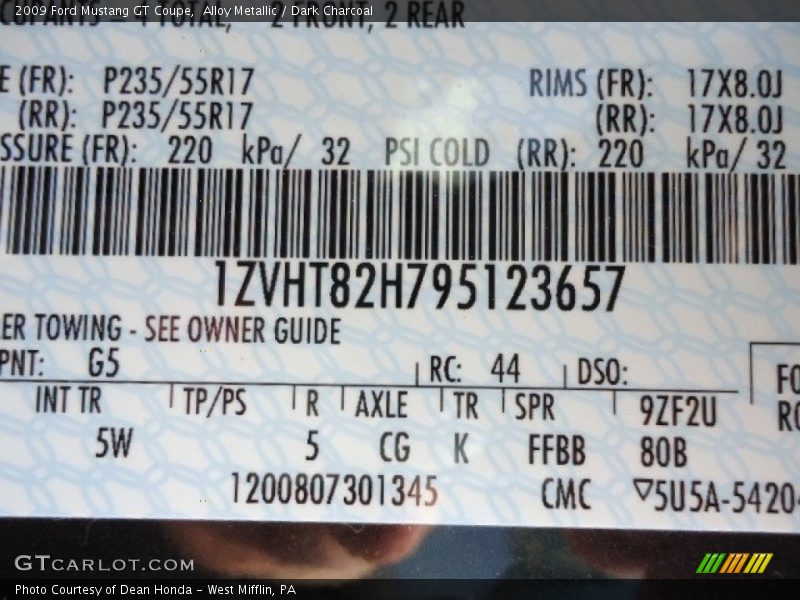 2009 Ford Mustang GT Coupe,  Alloy Metallic / Dark Charcoal
4 TOTAL, 2 FRONT, 2 REAR
E (FR): P235/55R17 RIMS (FR): 17X8.0J
(RR): P235/55R17 (RR): 17X8.0J
SSURE (FR): 220 kPa/ 32 PSI COLD (RR): 220 kPa/ 32
1ZVHT82H795123657
ER TOWING - SEE OWNER GUIDE
PNT: G5 RC: 44 DSO:
INT TR TP/PS R AXLE TR SPR 9ZF2U
5W 5 CG K FFBB 80B
1200807301345 CMC ▽5U5A-5420
GTCARLOT.COM
Photo Courtesy of Dean Honda - West Mifflin, PA